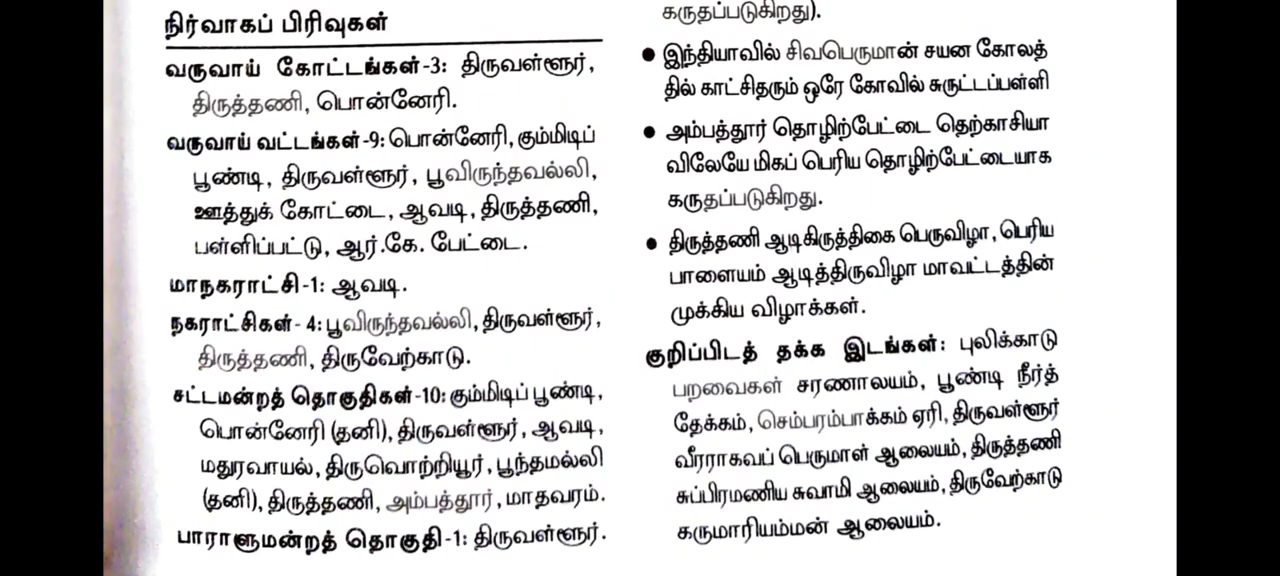 நிர்வாகப் பிரிவுகள்
வருவாய் கோட்டங்கள்-3: திருவள்ளூர்,
திருத்தணி, பொன்னேரி.
வருவாய் வட்டங்கள்-9: பொன்னேரி, கும்மிடிப்
பூண்டி, திருவள்ளூர், பூவிருந்தவல்லி,
ஊத்துக் கோட்டை, ஆவடி, திருத்தணி,
பள்ளிப்பட்டு, ஆர்.கே. பேட்டை.
மாநகராட்சி-1: ஆவடி.
நகராட்சிகள்- 4: பூவிருந்தவல்லி, திருவள்ளூர்,
திருத்தணி, திருவேற்காடு.
சட்டமன்றத் தொகுதிகள்-10: கும்மிடிப் பூண்டி,
பொன்னேரி (தனி), திருவள்ளூர், ஆவடி,
மதுரவாயல், திருவொற்றியூர், பூந்தமல்லி
(தனி), திருத்தணி, அம்பத்தூர், மாதவரம்.
பாராளுமன்றத் தொகுதி-1: திருவள்ளூர்.
கருதப்படுகிறது).
● இந்தியாவில் சிவபெருமான் சயன கோலத்
தில் காட்சிதரும் ஒரே கோவில் சுருட்டப்பள்ளி
● அம்பத்தூர் தொழிற்பேட்டை தெற்காசியா
விலேயே மிகப் பெரிய தொழிற்பேட்டையாக
கருதப்படுகிறது.
● திருத்தணி ஆடிகிருத்திகை பெருவிழா, பெரிய
பாளையம் ஆடித்திருவிழா மாவட்டத்தின்
முக்கிய விழாக்கள்.
குறிப்பிடத் தக்க இடங்கள்: புலிக்காடு
பறவைகள் சரணாலயம், பூண்டி நீர்த்
தேக்கம், செம்பரம்பாக்கம் ஏரி, திருவள்ளூர்
வீரராகவப் பெருமாள் ஆலையம், திருத்தணி
சுப்பிரமணிய சுவாமி ஆலையம், திருவேற்காடு
கருமாரியம்மன் ஆலையம்.